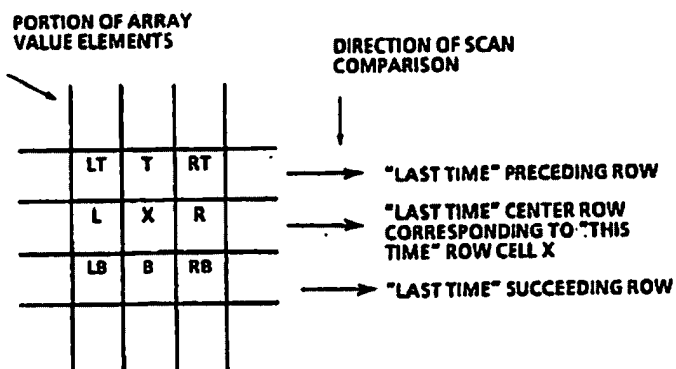 PORTION OF ARRAY
VALUE ELEMENTS
DIRECTION OF SCAN
COMPARISON
LT T RT
"LAST TIME" PRECEDING ROW
L X R
"LAST TIME" CENTER ROW
CORRESPONDING TO "THIS
TIME" ROW CELL X
LB B RB
"LAST TIME" SUCCEEDING ROW